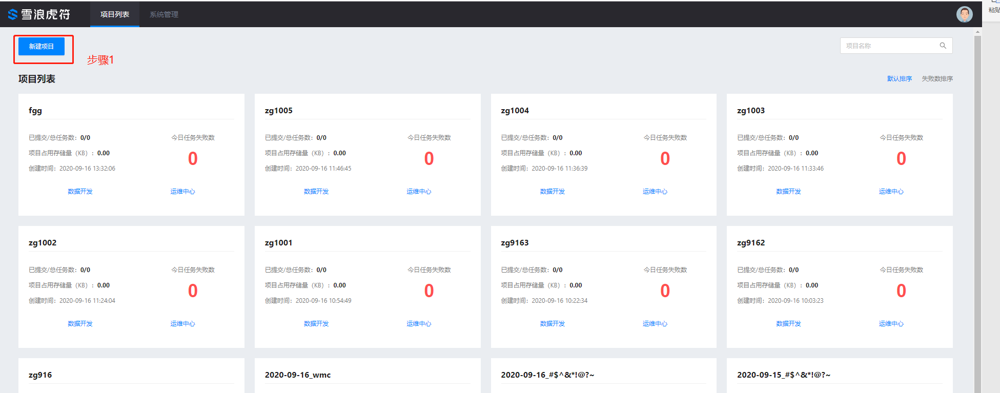 雪浪虎符 项目列表 系统管理
粘贴
新建项目
项目名称
步骤1
项目列表
默认排序 失败数排序
fgg
已提交/总任务数：0/0
今日任务失败数
项目占用存储量（KB）：0.00
0
创建时间：2020-09-16 13:32:06
数据开发 运维中心
zg1005
已提交/总任务数：0/0
今日任务失败数
项目占用存储量（KB）：0.00
0
创建时间：2020-09-16 11:46:45
数据开发 运维中心
zg1004
已提交/总任务数：0/0
今日任务失败数
项目占用存储量（KB）：0.00
0
创建时间：2020-09-16 11:36:39
数据开发 运维中心
zg1003
已提交/总任务数：0/0
今日任务失败数
项目占用存储量（KB）：0.00
0
创建时间：2020-09-16 11:33:46
数据开发 运维中心
zg1002
已提交/总任务数：0/0
今日任务失败数
项目占用存储量（KB）：0.00
0
创建时间：2020-09-16 11:24:04
数据开发 运维中心
zg1001
已提交/总任务数：0/0
今日任务失败数
项目占用存储量（KB）：0.00
0
创建时间：2020-09-16 10:54:49
数据开发 运维中心
zg9163
已提交/总任务数：0/0
今日任务失败数
项目占用存储量（KB）：0.00
0
创建时间：2020-09-16 10:22:34
数据开发 运维中心
zg9162
已提交/总任务数：0/0
今日任务失败数
项目占用存储量（KB）：0.00
0
创建时间：2020-09-16 10:03:23
数据开发 运维中心
zg916
2020-09-16_wmc
2020-09-16_#$^&*!@?~
2020-09-15_#$^&*!@?~